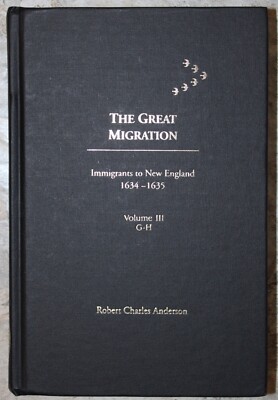 THE GREAT
MIGRATION
Immigrants to New England
1634-1635
Volume III
G-H
Robert Charles Anderson